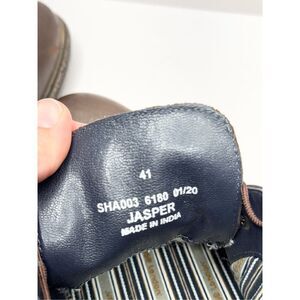 41
SHA003 6180 01/20
JASPER
MADE IN INDIA